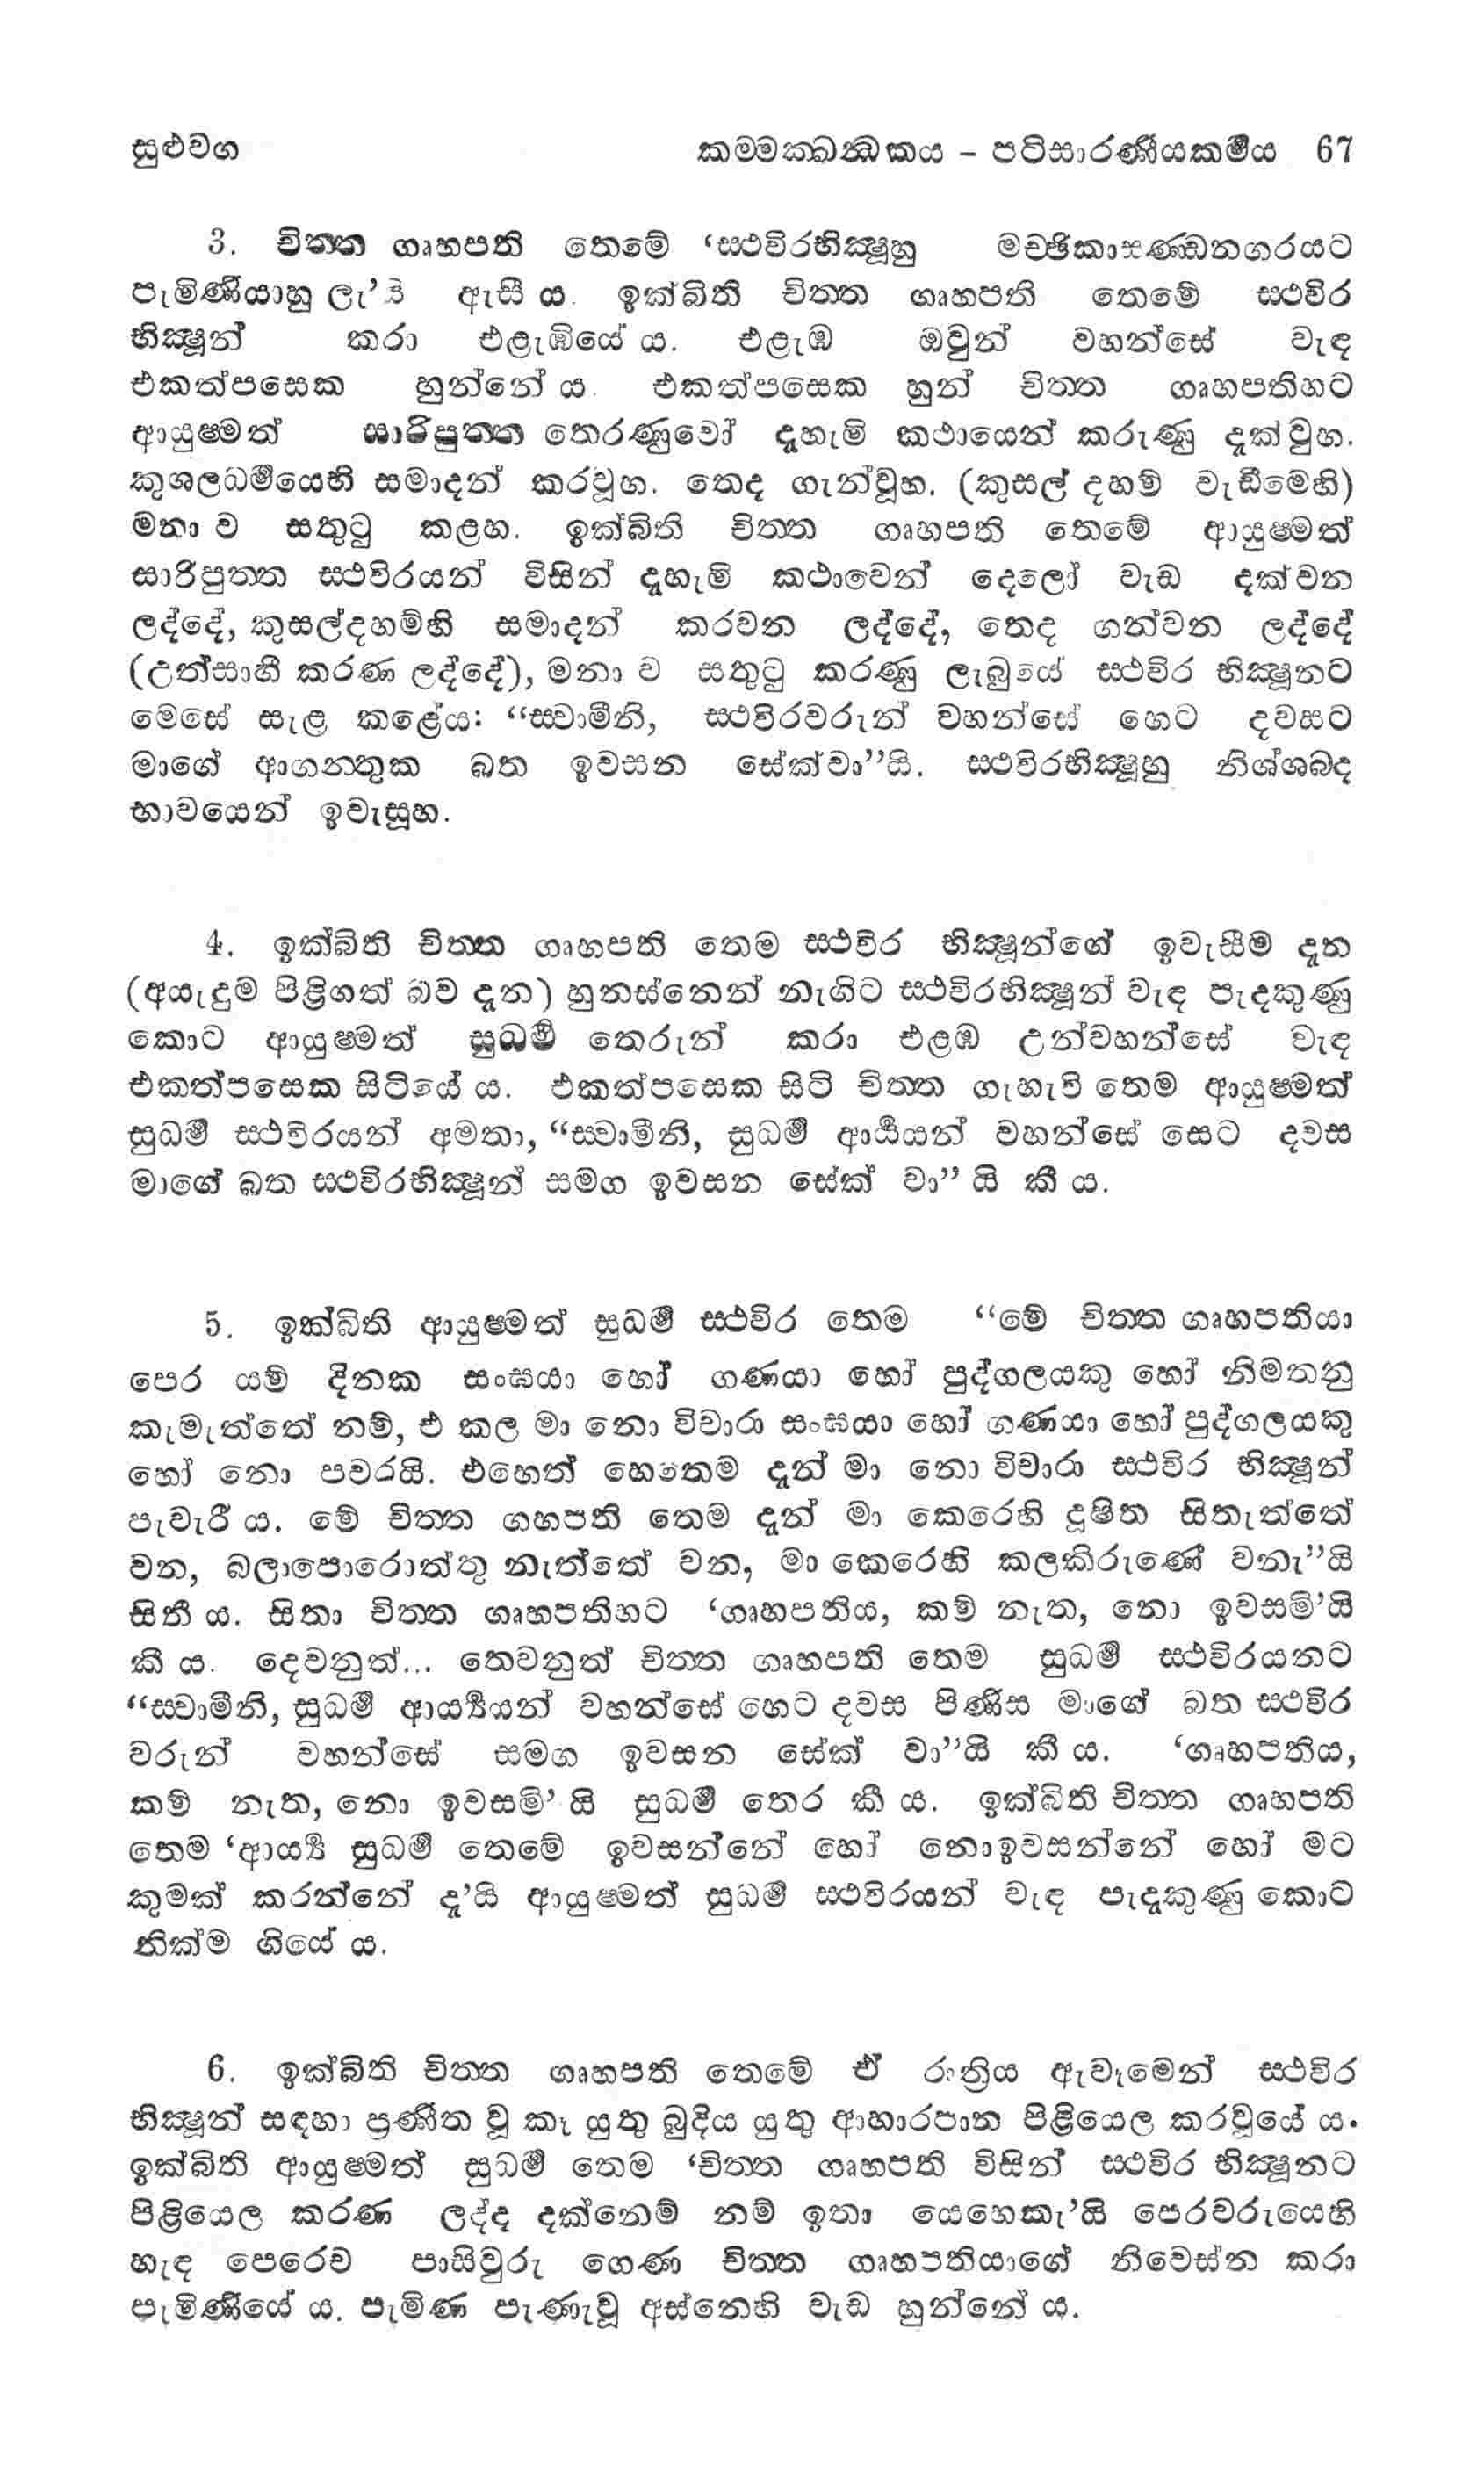 සුළුවග කම්මක්ඛන්ධකය - පටිසාරණීයකර්‍මය 67
3. චිත්ත ගෘහපති තෙමේ ‘ස්ථවිරභික්‍ෂූහු මච්ඡිකාසණ්ඩනගරයට
පැමිණියාහු ලැ’යි ඇසී ය. ඉක්බිති චිත්ත ගෘහපති තෙමේ ස්ථවිර
භික්‍ෂූන් කරා එළැඹියේ ය. එළැඹ ඔවුන් වහන්සේ වැඳ
එකත්පසෙක හුන්නේ ය. එකත්පසෙක හුන් චිත්ත ගෘහපතිහට
ආයුෂ්මත් සාරිපුත්ත තෙරණුවෝ දැහැමි කථායෙන් කරුණු දැක්වූහ.
කුශලධර්‍මයෙහි සමාදන් කරවූහ. තෙද ගැන්වූහ. (කුසල් දහම් වැඩීමෙහි)
මනා ව සතුටු කළහ. ඉක්බිති චිත්ත ගෘහපති තෙමේ ආයුෂ්මත්
සාරිපුත්ත ස්ථවිරයන් විසින් දැහැමි කථාවෙන් දෙලෝ වැඩ දක්වන
ලද්දේ, කුසල්දහම්හි සමාදන් කරවන ලද්දේ, තෙද ගන්වන ලද්දේ
(උත්සාහී කරණ ලද්දේ), මනා ව සතුටු කරණු ලැබුයේ ස්ථවිර භික්‍ෂූනට
මෙසේ සැළ කළේය: “ස්වාමීනි, ස්ථවිරවරුන් වහන්සේ හෙට දවසට
මාගේ ආගන්තුක බත ඉවසන සේක්වා”යි. ස්ථවිරභික්‍ෂූහු නිශ්ශබ්ද
භාවයෙන් ඉවැසූහ.
4. ඉක්බිති චිත්ත ගෘහපති තෙම ස්ථවිර භික්‍ෂූන්ගේ ඉවැසීම දැන
(අයැදුම පිළිගත් බව දැන) හුනස්නෙන් නැගිට ස්ථවිරභික්‍ෂූන් වැඳ පැදකුණු
කොට ආයුෂ්මත් සුධර්‍ම තෙරුන් කරා එළඹ උන්වහන්සේ වැඳ
එකත්පසෙක සිටියේ ය. එකත්පසෙක සිටි චිත්ත ගැහැවි තෙම ආයුෂ්මත්
සුධර්‍ම ස්ථවිරයන් අමතා, “ස්වාමීනි, සුධර්‍ම ආර්‍යයන් වහන්සේ සෙට දවස
මාගේ බත ස්ථවිරභික්‍ෂූන් සමග ඉවසන සේක් වා” යි කී ය.
5. ඉක්බිති ආයුෂ්මත් සුධර්‍ම ස්ථවිර තෙම “මේ චිත්ත ගෘහපතියා
පෙර යම් දිනක සංඝයා හෝ ගණයා හෝ පුද්ගලයකු හෝ නිමතනු
කැමැත්තේ නම්, එ කල මා නො විචාරා සංඝයා හෝ ගණයා හෝ පුද්ගලයකු
හෝ නො පවරයි. එහෙත් හෙතෙම දැන් මා නො විචාරා ස්ථවිර භික්‍ෂූන්
පැවැරී ය. මේ චිත්ත ගහපති තෙම දැන් මා කෙරෙහි දූෂිත සිතැත්තේ
වන, බලාපොරොත්තු නැත්තේ වන, මා කෙරෙහි කලකිරුණේ වනැ”යි
සිතී ය. සිතා චිත්ත ගෘහපතිහට ‘ගෘහපතිය, කම් නැත, නො ඉවසමි’යි
කී ය. දෙවනුත්... තෙවනුත් චිත්ත ගෘහපති තෙම සුධර්‍ම ස්ථවිරයනට
“ස්වාමීනි, සුධර්‍ම ආර්‍ය්‍යයන් වහන්සේ හෙට දවස පිණිස මාගේ බත ස්ථවිර
වරුන් වහන්සේ සමග ඉවසන සේක් වා”යි කී ය. ‘ගෘහපතිය,
කම් නැත, නො ඉවසමි’ යි සුධර්‍ම තෙර කී ය. ඉක්බිති චිත්ත ගෘහපති
තෙම ‘ආර්‍ය්‍ය සුධර්‍ම තෙමේ ඉවසන්නේ හෝ නොඉවසන්නේ හෝ මට
කුමක් කරන්නේ දැ’යි ආයුෂ්මත් සුධර්‍ම ස්ථවිරයන් වැඳ පැදැකුණු කොට
නික්ම ගියේ ය.
6. ඉක්බිති චිත්ත ගෘහපති තෙමේ ඒ රාත්‍රිය ඇවෑමෙන් ස්ථවිර
භික්‍ෂූන් සඳහා ප්‍රණීත වූ කෑ යුතු බුදිය යුතු ආහාරපාන පිළියෙල කරවූයේ ය.
ඉක්බිති ආයුෂ්මත් සුධර්‍ම තෙම ‘චිත්ත ගෘහපති විසින් ස්ථවිර භික්‍ෂූනට
පිළියෙල කරණ ලද්ද දක්නෙම් නම් ඉතා යෙහෙකැ’යි පෙරවරුයෙහි
හැඳ පෙරෙව පාසිවුරු ගෙණ චිත්ත ගෘහපතියාගේ නිවෙස්න කරා
පැමිණියේ ය. පැමිණ පැණැවූ අස්නෙහි වැඩ හුන්නේ ය.